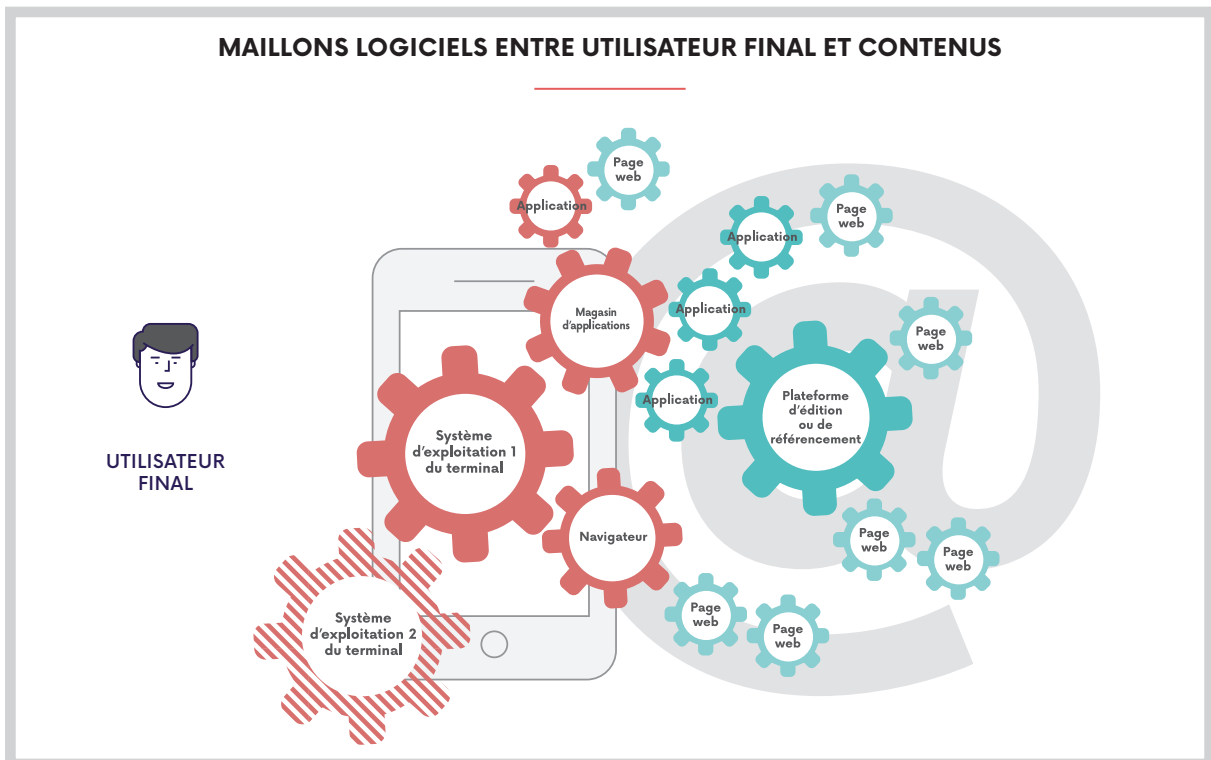 MAILLONS LOGICIELS ENTRE UTILISATEUR FINAL ET CONTENUS
Page
web
Application
Page
web
Application
Magasin
d'applications
Application
Page
web
Application
Plateforme
d'édition
ou de
référencement
Système
d'exploitation 1
du terminal
UTILISATEUR
FINAL
Navigateur
Page
web
Page
web
Page
web
Page
web
Système
d'exploitation 2
du terminal